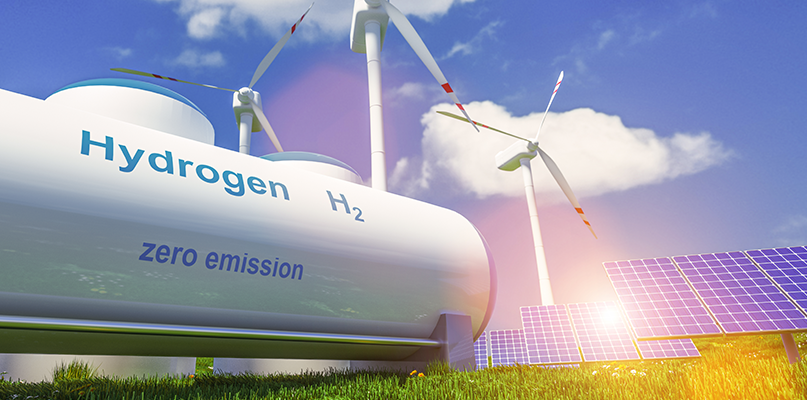 Hydrogen H₂
zero emission